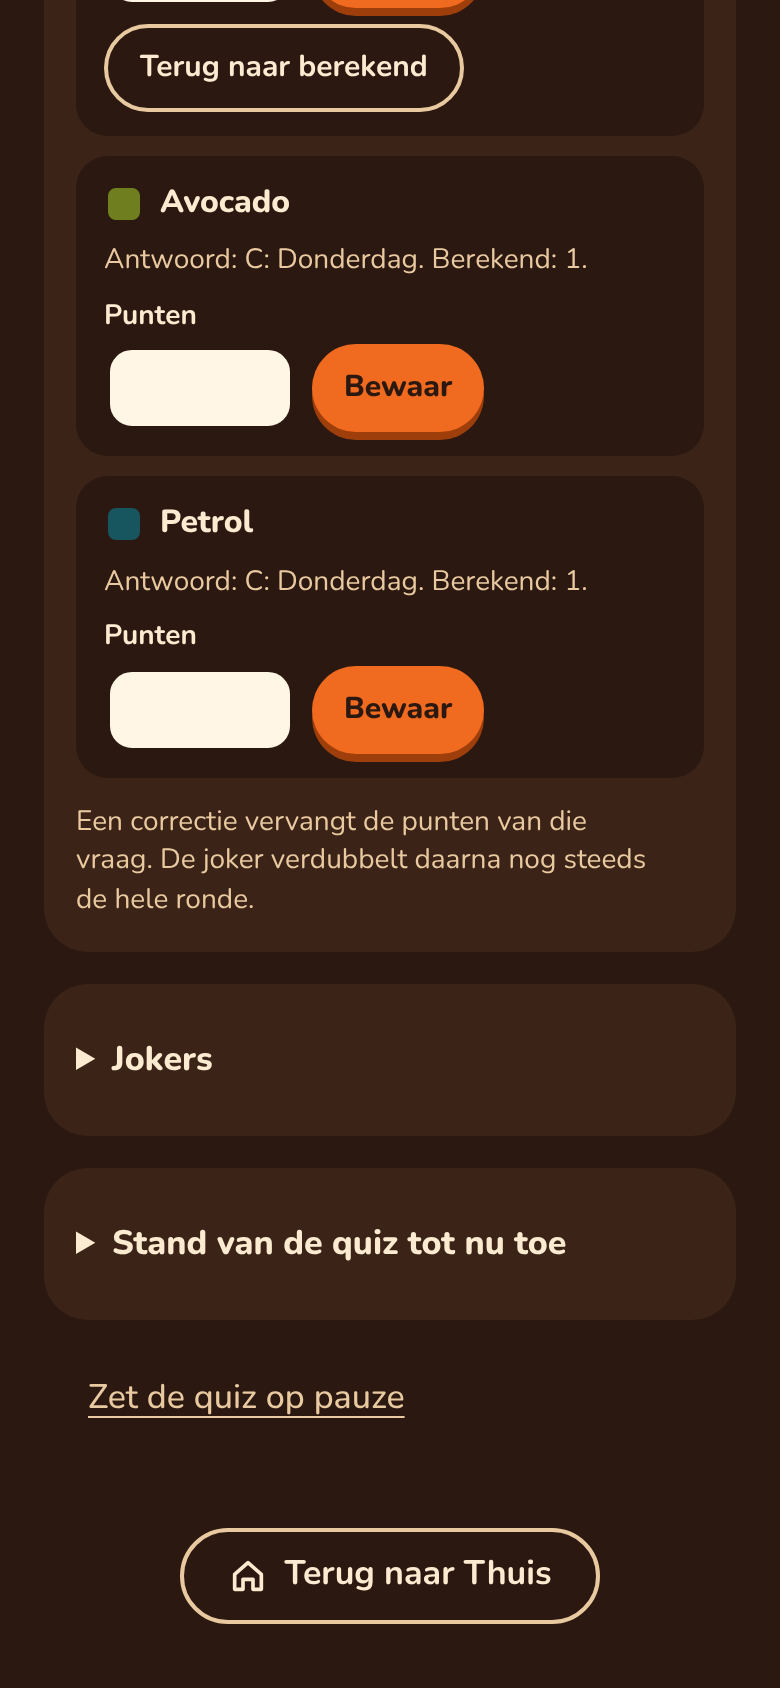 Terug naar berekend
Avocado
Antwoord: C: Donderdag. Berekend: 1.
Punten
Bewaar
Petrol
Antwoord: C: Donderdag. Berekend: 1.
Punten
Bewaar
Een correctie vervangt de punten van die
vraag. De joker verdubbelt daarna nog steeds
de hele ronde.
Jokers
Stand van de quiz tot nu toe
Zet de quiz op pauze
Terug naar Thuis